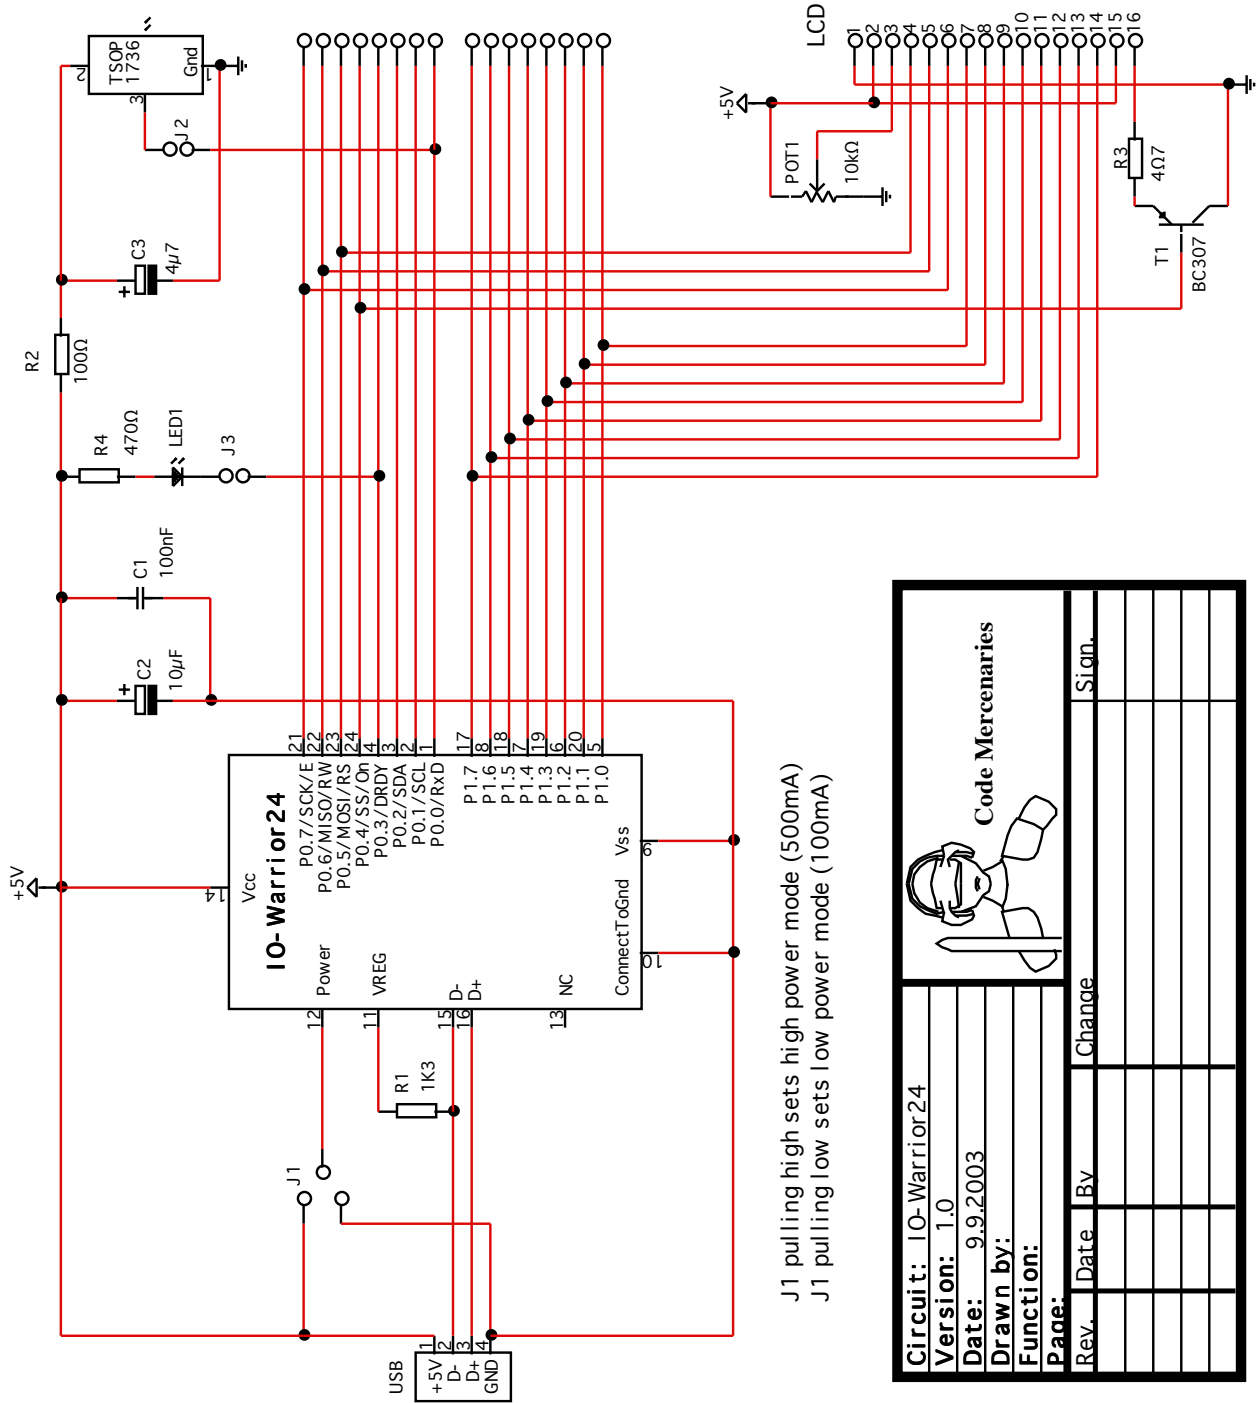 USB
+5V 1
D- 2
D+ 3
GND 4
J1
+5V
R1
1K3
IO-Warrior24
14 Vcc
12 Power
11 VREG
15 D-
16 D+
13 NC
10 ConnectToGnd
9 Vss
P0.7/SCK/E 21
P0.6/MISO/RW 22
P0.5/MOSI/RS 23
P0.4/SS/On 24
P0.3/DRDY 4
P0.2/SDA 3
P0.1/SCL 2
P0.0/RxD 1
P1.7 17
P1.6 8
P1.5 18
P1.4 7
P1.3 19
P1.2 6
P1.1 20
P1.0 5
C2
10µF
+
C1
100nF
R4
470Ω
LED1
J3
R2
100Ω
C3
4µ7
+
J2
TSOP
1736
Gnd
1
2
3
LCD
1
2
3
4
5
6
7
8
9
10
11
12
13
14
15
16
+5V
POT1
10kΩ
R3
4Ω7
T1
BC307
J1 pulling high sets high power mode (500mA)
J1 pulling low sets low power mode (100mA)
Circuit: IO-Warrior24
Version: 1.0
Date: 9.9.2003
Drawn by:
Function:
Page:
Code Mercenaries
Rev. Date By Change Sign.